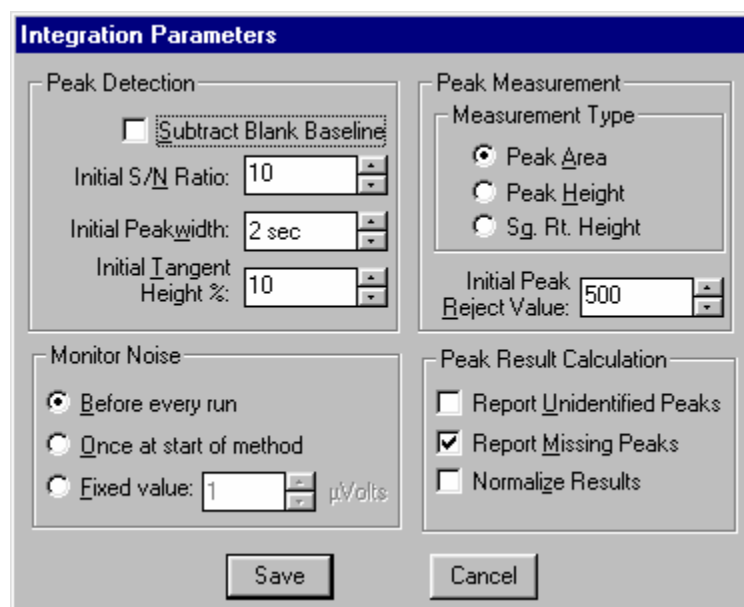 Integration Parameters
Peak Detection
Subtract Blank Baseline
Initial S/N Ratio: 10
Initial Peakwidth: 2 sec
Initial Tangent
Height %: 10
Peak Measurement
Measurement Type
Peak Area
Peak Height
Sg. Rt. Height
Initial Peak
Reject Value: 500
Monitor Noise
Before every run
Once at start of method
Fixed value: 1 µVolts
Peak Result Calculation
Report Unidentified Peaks
Report Missing Peaks
Normalize Results
Save
Cancel